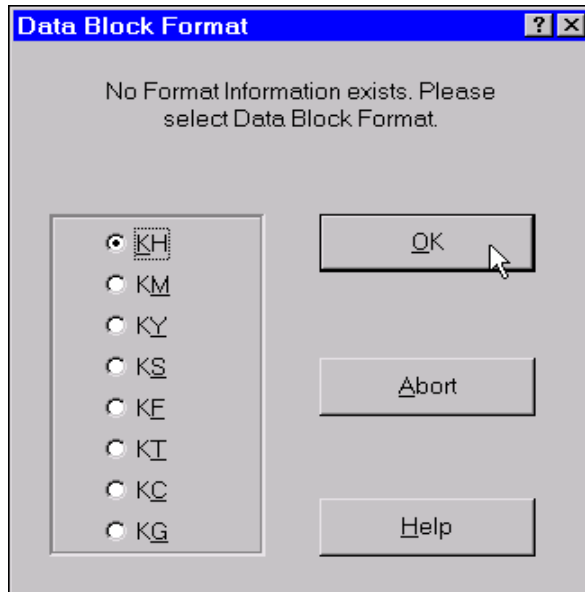 Data Block Format
No Format Information exists. Please
select Data Block Format.
KH
KM
KY
KS
KF
KT
KC
KG
OK
Abort
Help